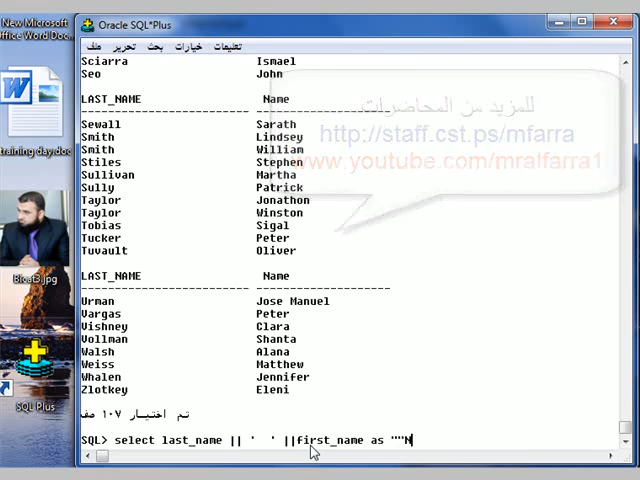 New Microsoft
Office Word Doc...
training day.doc
Bloat3.jpg
SQL Plus
Oracle SQL*Plus
ملف تحرير بحث خيارات تعليمات
Sciarra Ismael
Seo John
LAST_NAME Name
------------------------- --------------------
Sewall Sarath
Smith Lindsey
Smith William
Stiles Stephen
Sullivan Martha
Sully Patrick
Taylor Jonathon
Taylor Winston
Tobias Sigal
Tucker Peter
Tuvault Oliver
LAST_NAME Name
------------------------- --------------------
Urman Jose Manuel
Vargas Peter
Vishney Clara
Vollman Shanta
Walsh Alana
Weiss Matthew
Whalen Jennifer
Zlotkey Eleni
تم اختيار ١٠٧ صف
SQL> select last_name || ' ' ||first_name as ""N
للمزيد من المحاضرات
http://staff.cst.ps/mfarra
www.youtube.com/mralfarra1